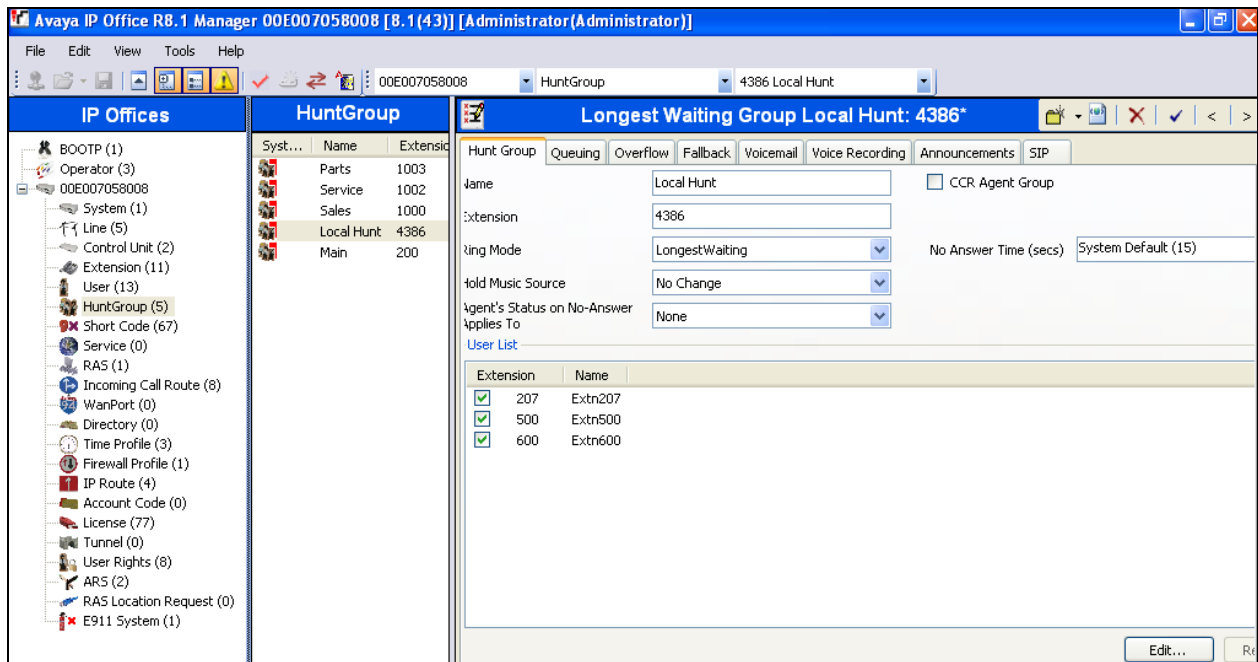 Avaya IP Office R8.1 Manager 00E007058008 [8.1(43)] [Administrator(Administrator)]
File Edit View Tools Help
00E007058008 HuntGroup 4386 Local Hunt
IP Offices
BOOTP (1)
Operator (3)
00E007058008
System (1)
Line (5)
Control Unit (2)
Extension (11)
User (13)
HuntGroup (5)
Short Code (67)
Service (0)
RAS (1)
Incoming Call Route (8)
WanPort (0)
Directory (0)
Time Profile (3)
Firewall Profile (1)
IP Route (4)
Account Code (0)
License (77)
Tunnel (0)
User Rights (8)
ARS (2)
RAS Location Request (0)
E911 System (1)
HuntGroup
Syst... Name Extensio
Parts 1003
Service 1002
Sales 1000
Local Hunt 4386
Main 200
Longest Waiting Group Local Hunt: 4386*
Hunt Group Queuing Overflow Fallback Voicemail Voice Recording Announcements SIP
Name Local Hunt CCR Agent Group
Extension 4386
Ring Mode LongestWaiting No Answer Time (secs) System Default (15)
Hold Music Source No Change
Agent's Status on No-Answer
Applies To None
User List
Extension Name
207 Extn207
500 Extn500
600 Extn600
Edit...